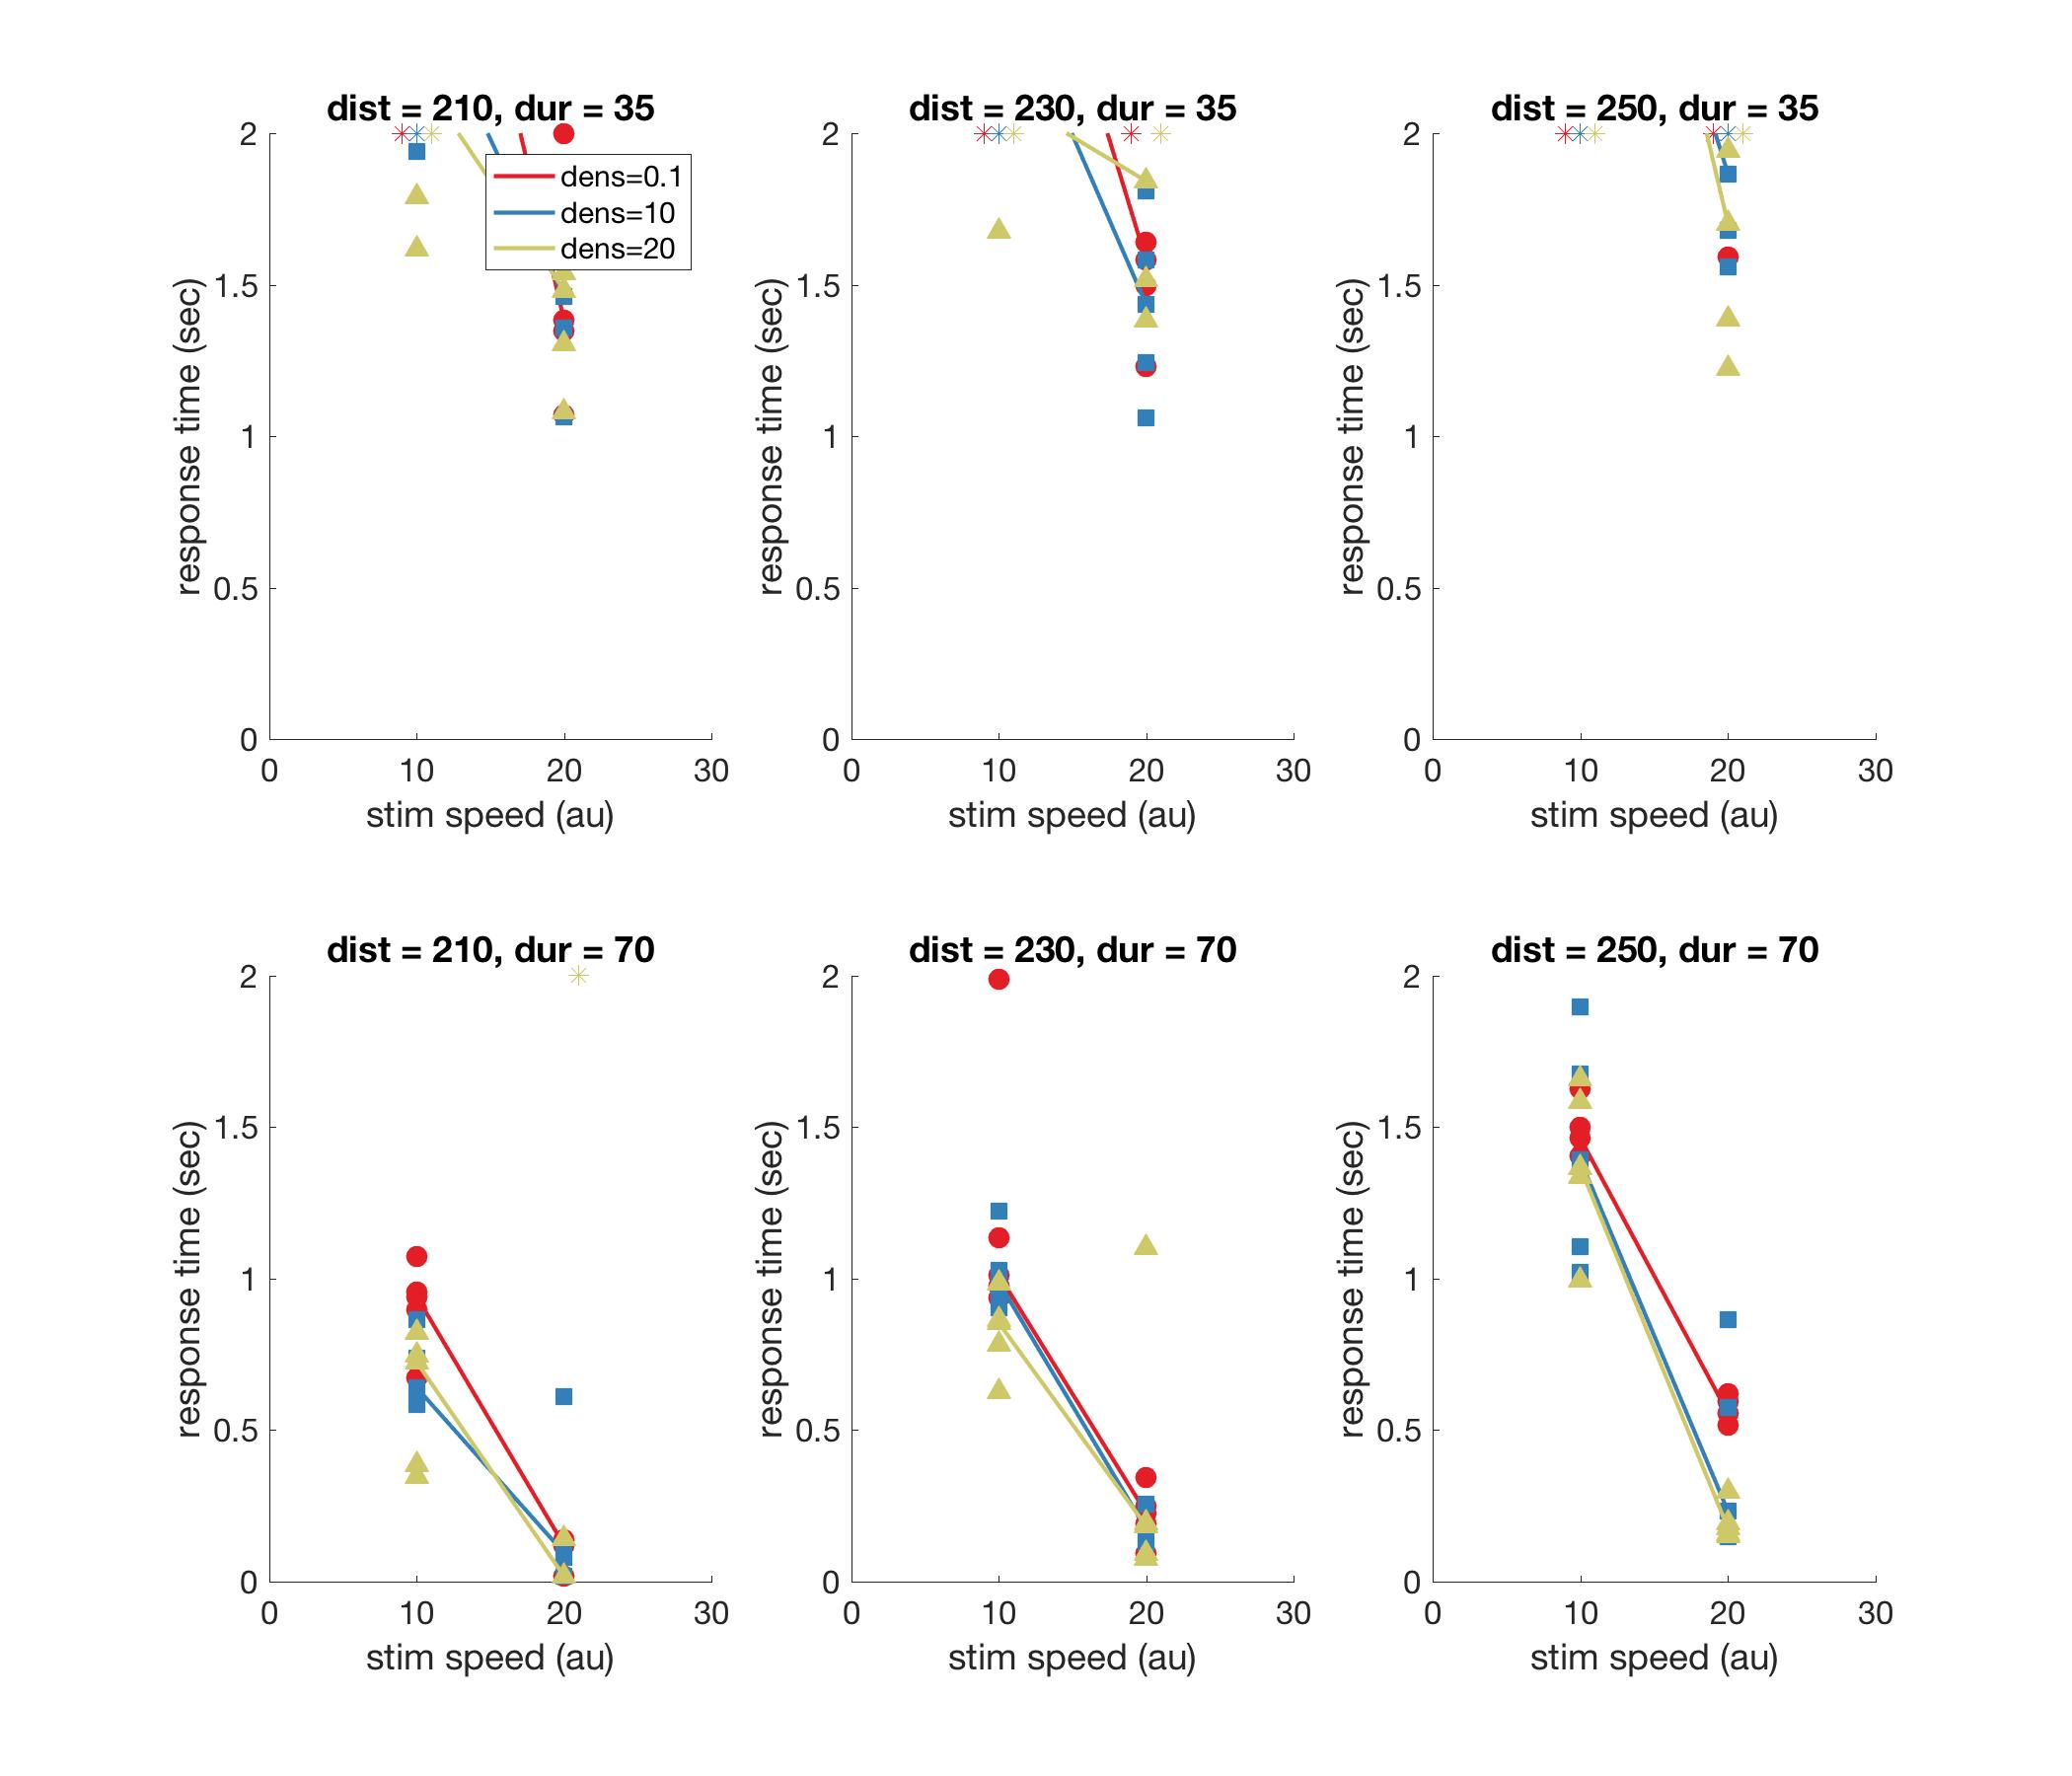 dist = 210, dur = 35
dist = 230, dur = 35
dist = 250, dur = 35
2
1.5
1
0.5
0
response time (sec)
dens=0.1
dens=10
dens=20
0 10 20 30
stim speed (au)
2
1.5
1
0.5
0
response time (sec)
0 10 20 30
stim speed (au)
2
1.5
1
0.5
0
response time (sec)
0 10 20 30
stim speed (au)
dist = 210, dur = 70
dist = 230, dur = 70
dist = 250, dur = 70
2
1.5
1
0.5
0
response time (sec)
0 10 20 30
stim speed (au)
2
1.5
1
0.5
0
response time (sec)
0 10 20 30
stim speed (au)
2
1.5
1
0.5
0
response time (sec)
0 10 20 30
stim speed (au)